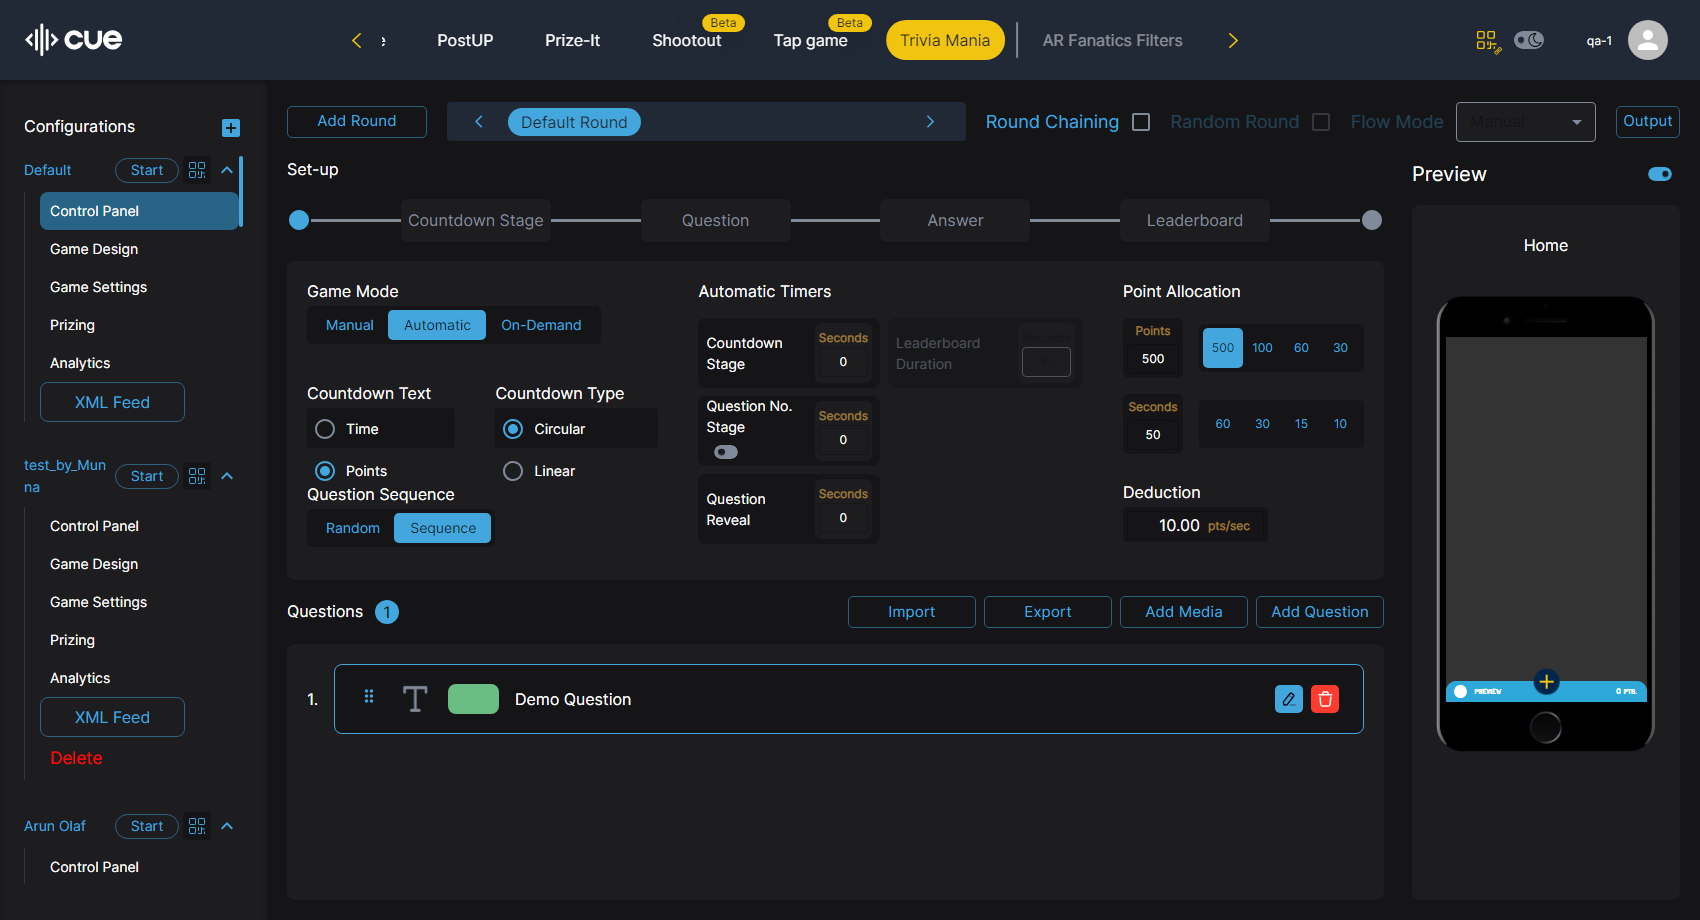 cue
e
PostUP
Prize-It
Shootout
Beta
Tap game
Beta
Trivia Mania
AR Fanatics Filters
qa-1
Configurations
Default
Start
Control Panel
Game Design
Game Settings
Prizing
Analytics
XML Feed
test_by_Mun
na
Start
Control Panel
Game Design
Game Settings
Prizing
Analytics
XML Feed
Delete
Arun Olaf
Start
Control Panel
Add Round
Default Round
Round Chaining
Random Round
Flow Mode
Manual
Output
Set-up
Countdown Stage
Question
Answer
Leaderboard
Game Mode
Manual
Automatic
On-Demand
Countdown Text
Time
Points
Countdown Type
Circular
Linear
Question Sequence
Random
Sequence
Automatic Timers
Countdown
Stage
Seconds
0
Leaderboard
Duration
Question No.
Stage
Seconds
0
Question
Reveal
Seconds
0
Point Allocation
Points
500
500
100
60
30
Seconds
50
60
30
15
10
Deduction
10.00 pts/sec
Questions 1
Import
Export
Add Media
Add Question
1.
T
Demo Question
Preview
Home
PREVIEW
0 PTS.